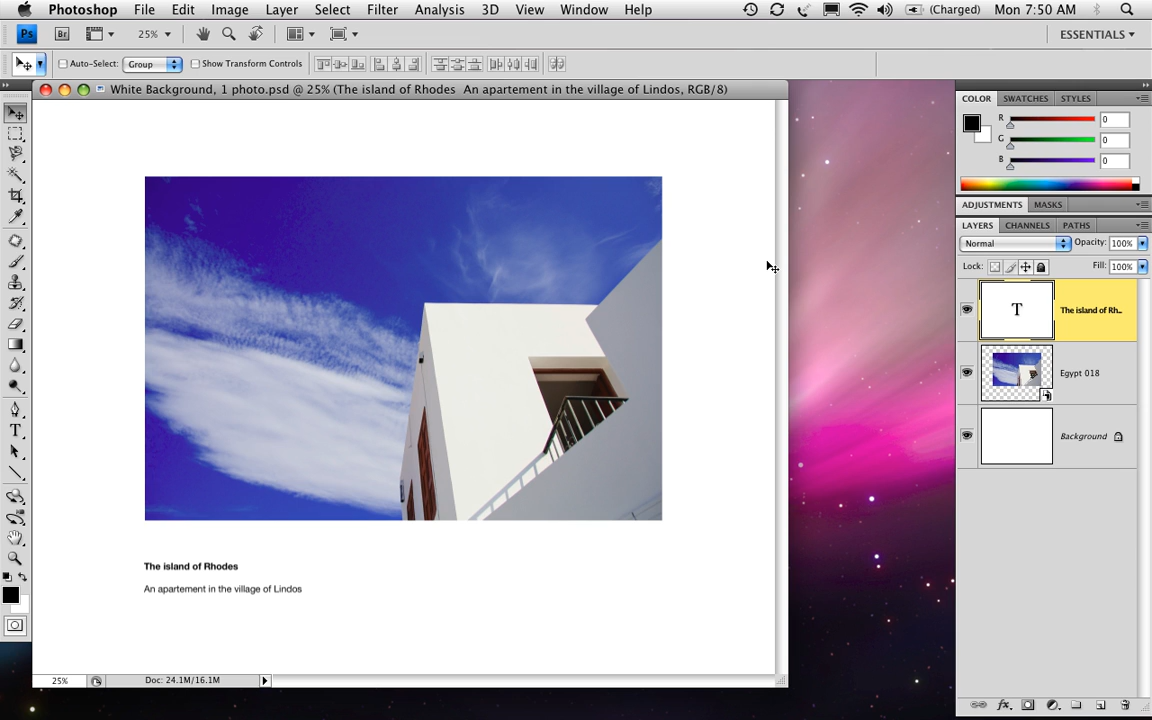 Photoshop File Edit Image Layer Select Filter Analysis 3D View Window Help (Charged) Mon 7:50 AM
Ps Br 25% ESSENTIALS
Auto-Select: Group Show Transform Controls
White Background, 1 photo.psd @ 25% (The island of Rhodes An apartement in the village of Lindos, RGB/8)
COLOR SWATCHES STYLES
R 0
G 0
B 0
ADJUSTMENTS MASKS
LAYERS CHANNELS PATHS
Normal Opacity: 100%
Lock: Fill: 100%
T The island of Rh...
Egypt 018
Background
The island of Rhodes
An apartement in the village of Lindos
25% Doc: 24.1M/16.1M
fx